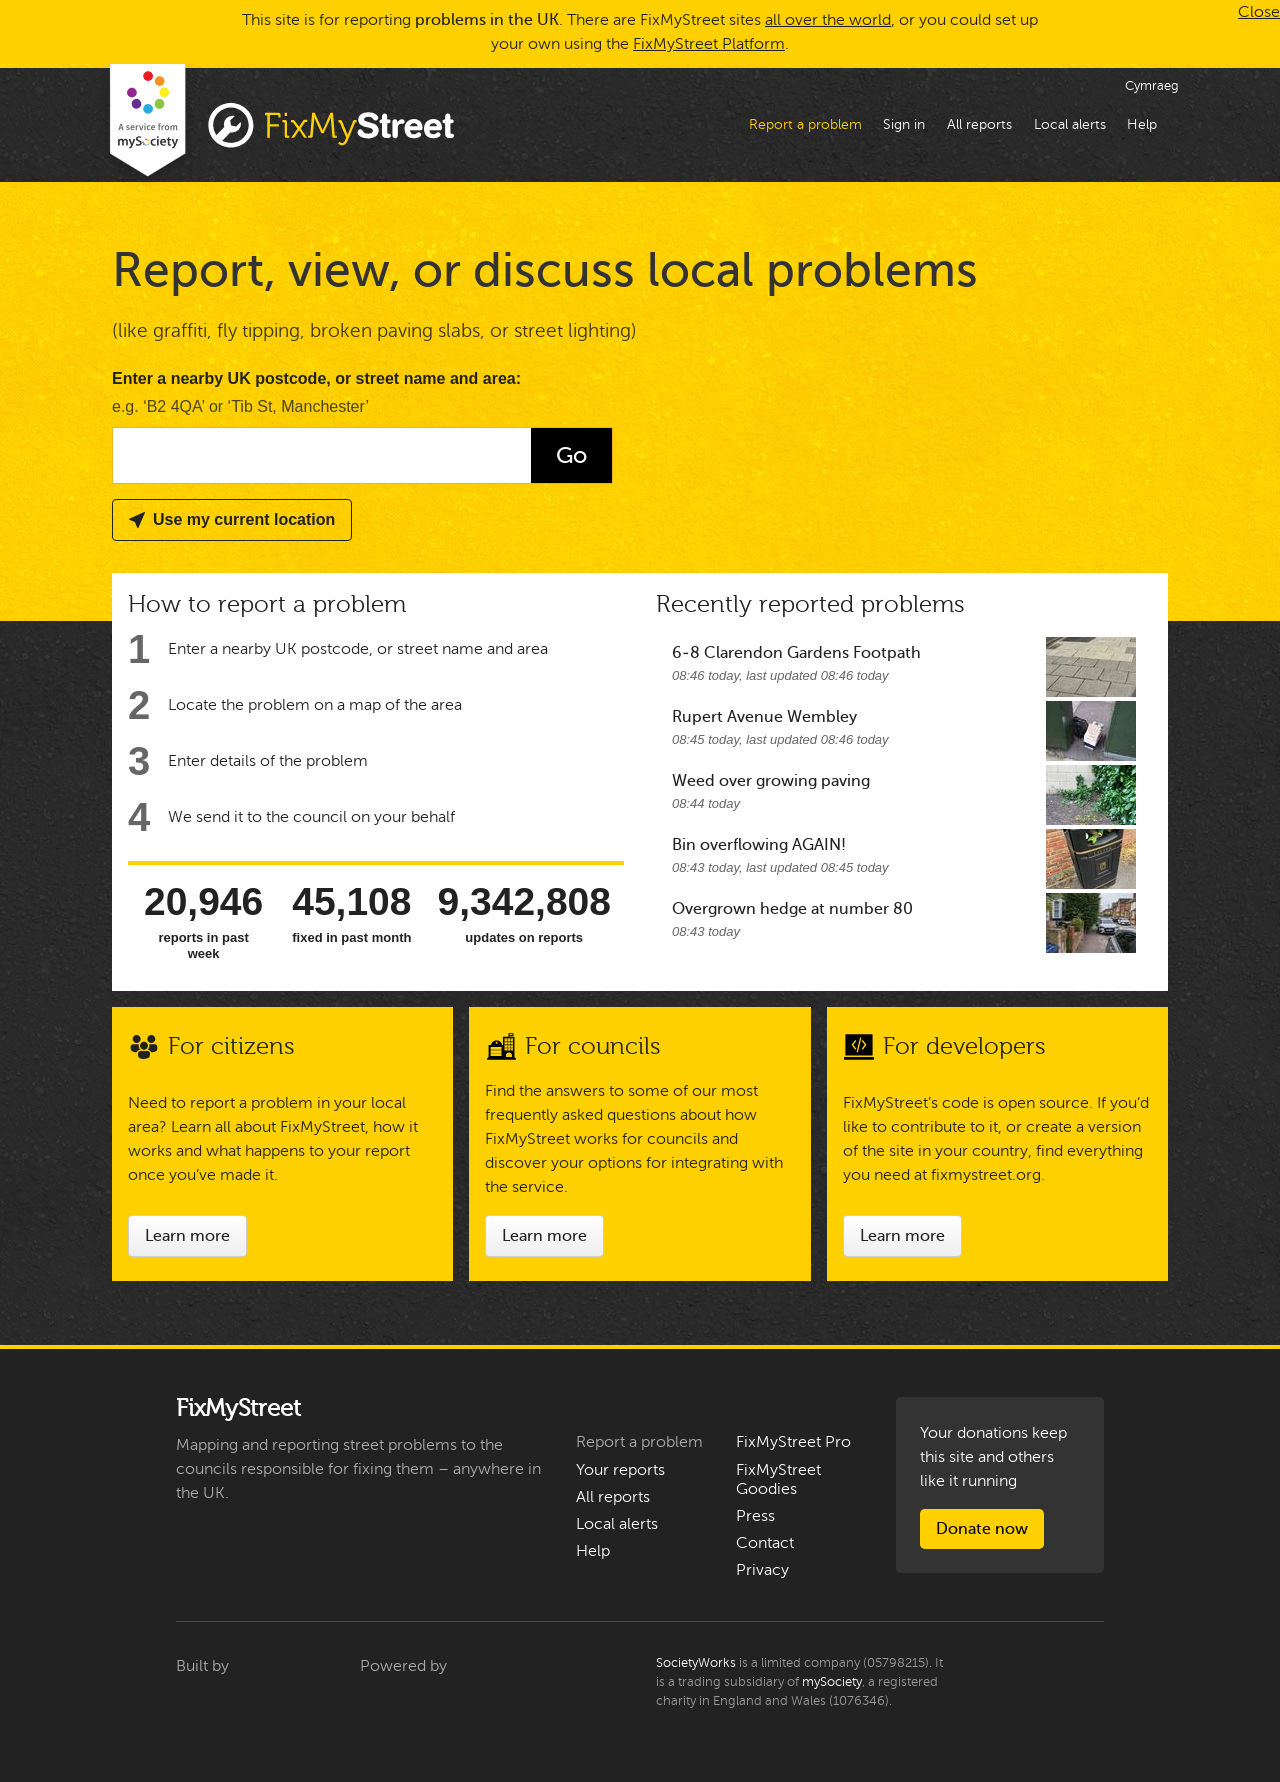 This site is for reporting problems in the UK. There are FixMyStreet sites all over the world, or you could set up
your own using the FixMyStreet Platform.
Close
Cymraeg
A service from
mySociety
FixMyStreet
Report a problem
Sign in
All reports
Local alerts
Help
Report, view, or discuss local problems
(like graffiti, fly tipping, broken paving slabs, or street lighting)
Enter a nearby UK postcode, or street name and area:
e.g. ‘B2 4QA’ or ‘Tib St, Manchester’
Go
Use my current location
How to report a problem
1 Enter a nearby UK postcode, or street name and area
2 Locate the problem on a map of the area
3 Enter details of the problem
4 We send it to the council on your behalf
20,946
reports in past
week
45,108
fixed in past month
9,342,808
updates on reports
Recently reported problems
6-8 Clarendon Gardens Footpath
08:46 today, last updated 08:46 today
Rupert Avenue Wembley
08:45 today, last updated 08:46 today
Weed over growing paving
08:44 today
Bin overflowing AGAIN!
08:43 today, last updated 08:45 today
Overgrown hedge at number 80
08:43 today
For citizens
Need to report a problem in your local
area? Learn all about FixMyStreet, how it
works and what happens to your report
once you’ve made it.
Learn more
For councils
Find the answers to some of our most
frequently asked questions about how
FixMyStreet works for councils and
discover your options for integrating with
the service.
Learn more
For developers
FixMyStreet’s code is open source. If you’d
like to contribute to it, or create a version
of the site in your country, find everything
you need at fixmystreet.org.
Learn more
FixMyStreet
Mapping and reporting street problems to the
councils responsible for fixing them – anywhere in
the UK.
Report a problem
Your reports
All reports
Local alerts
Help
FixMyStreet Pro
FixMyStreet
Goodies
Press
Contact
Privacy
Your donations keep
this site and others
like it running
Donate now
Built by
Powered by
SocietyWorks is a limited company (05798215). It
is a trading subsidiary of mySociety, a registered
charity in England and Wales (1076346).